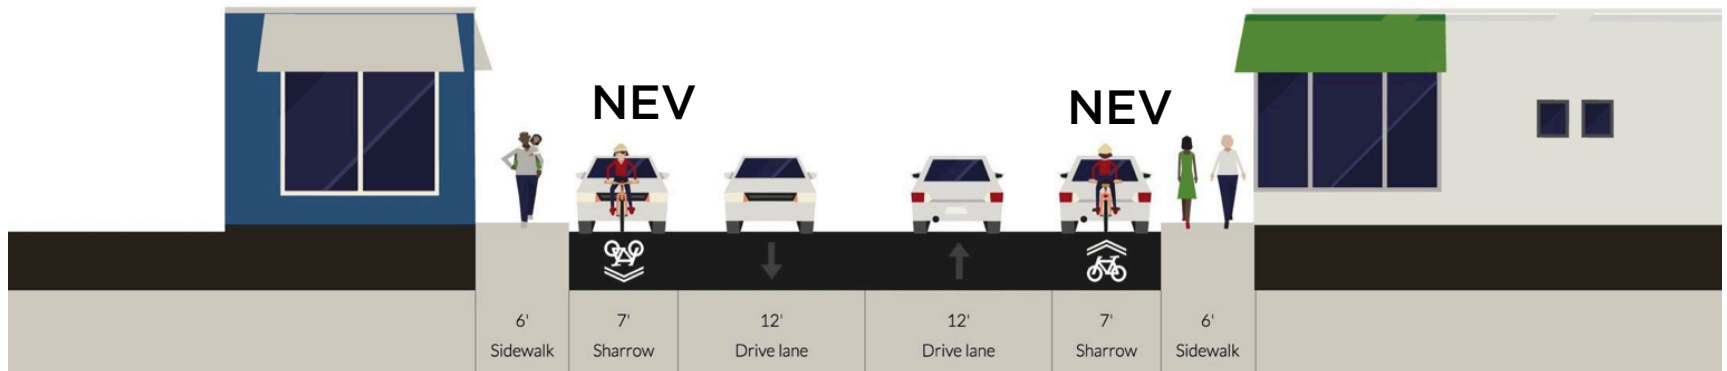 NEV
NEV
6' 7' 12' 12' 7' 6'
Sidewalk Sharrow Drive lane Drive lane Sharrow Sidewalk